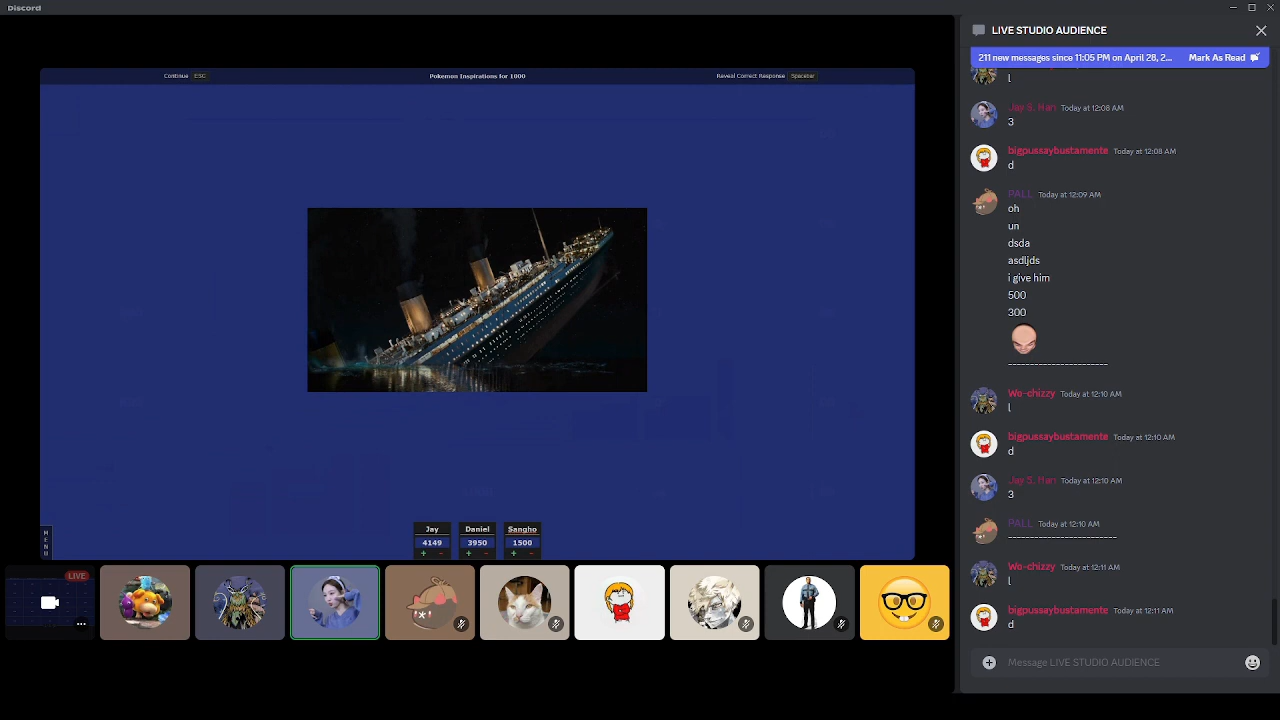 Discord
Continue ESC
Pokemon Inspirations for 1000
Reveal Correct Response Spacebar
MENU
Jay
4149
+ -
Daniel
3950
+ -
Sangho
1500
+ -
LIVE
LIVE STUDIO AUDIENCE
211 new messages since 11:05 PM on April 28, 2... Mark As Read
l
Jay S. Han Today at 12:08 AM
3
bigpussaybustamente Today at 12:08 AM
d
PALL Today at 12:09 AM
oh
un
dsda
asdljds
i give him
500
300
-----------------------
Wo-chizzy Today at 12:10 AM
l
bigpussaybustamente Today at 12:10 AM
d
Jay S. Han Today at 12:10 AM
3
PALL Today at 12:10 AM
-------------------------
Wo-chizzy Today at 12:11 AM
l
bigpussaybustamente Today at 12:11 AM
d
Message LIVE STUDIO AUDIENCE